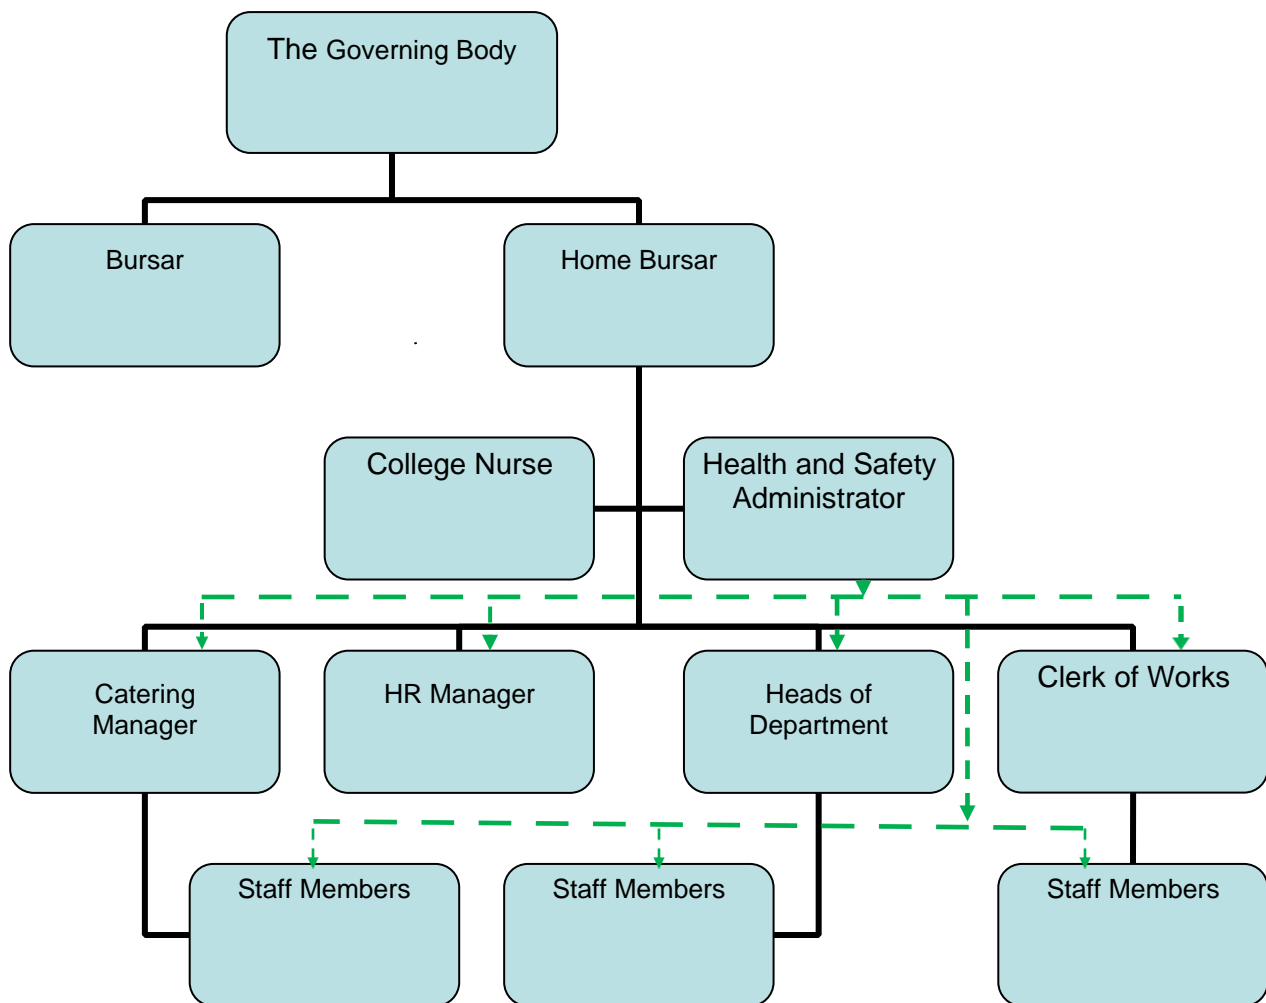 The Governing Body
Bursar
Home Bursar
College Nurse
Health and Safety
Administrator
Catering
Manager
HR Manager
Heads of
Department
Clerk of Works
Staff Members
Staff Members
Staff Members